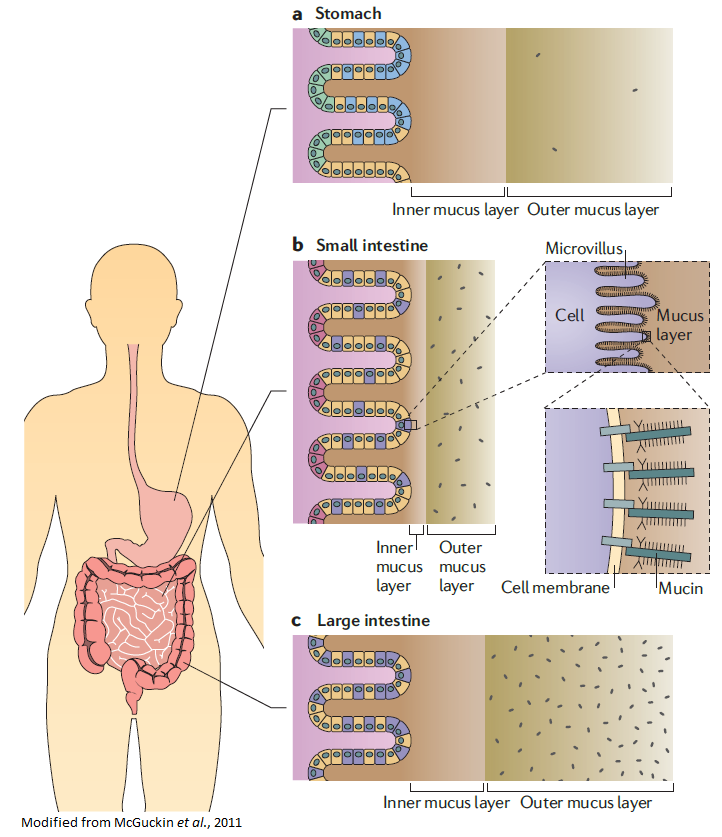 a Stomach
Inner mucus layer Outer mucus layer
b Small intestine
Microvillus
Cell
Mucus
layer
Inner
mucus
layer
Outer
mucus
layer
Cell membrane
Mucin
c Large intestine
Inner mucus layer Outer mucus layer
Modified from McGuckin et al., 2011